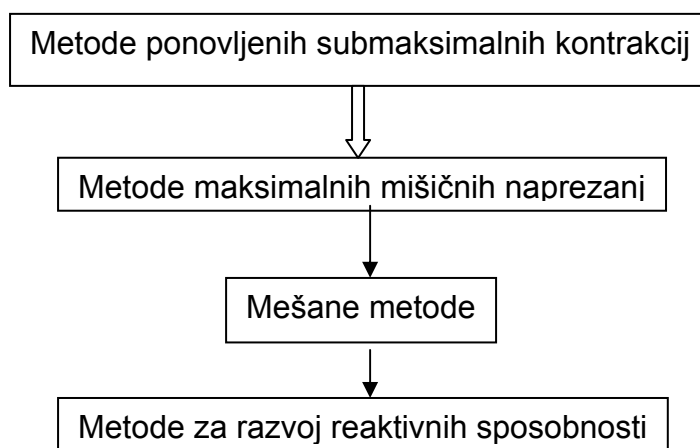 Metode ponovljenih submaksimalnih kontrakcij
Metode maksimalnih mišičnih naprezanj
Mešane metode
Metode za razvoj reaktivnih sposobnosti